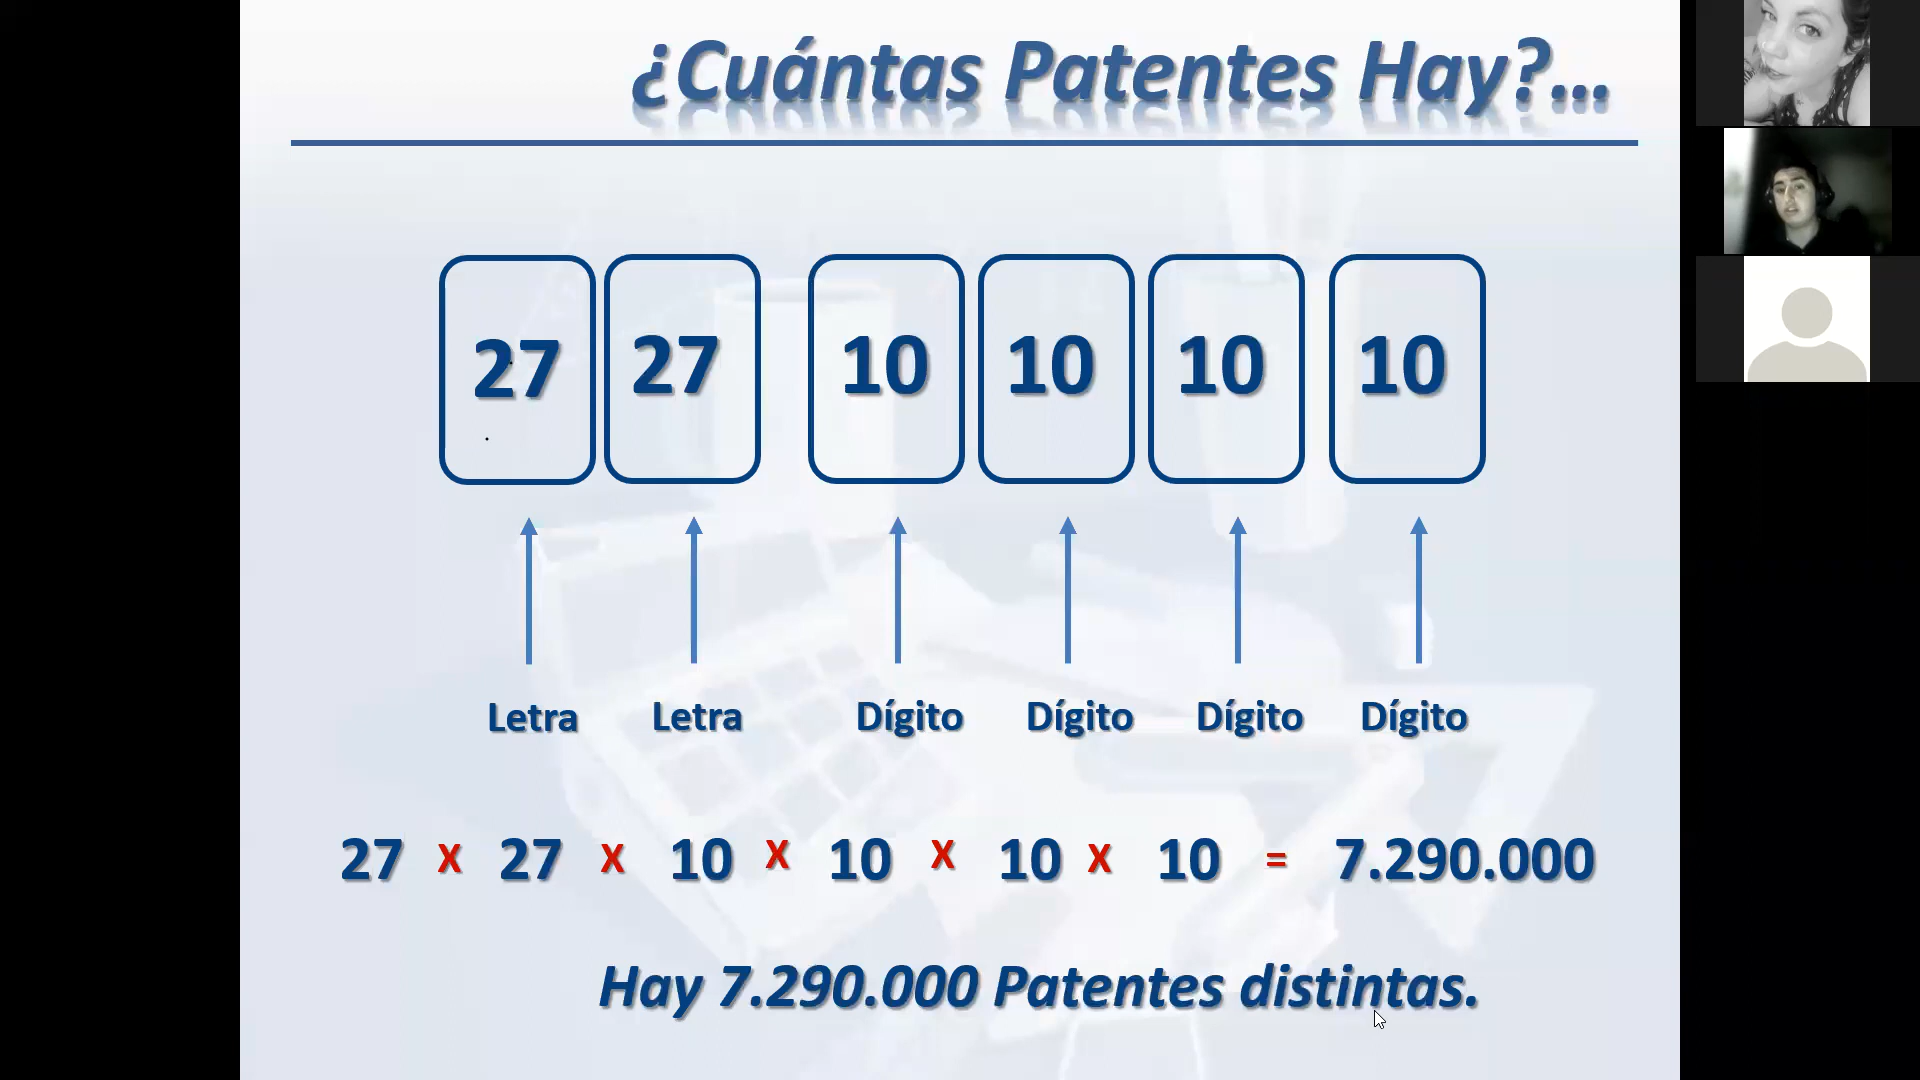 ¿Cuántas Patentes Hay?...
27 27 10 10 10 10
Letra Letra Dígito Dígito Dígito Dígito
27 X 27 X 10 X 10 X 10 X 10 = 7.290.000
Hay 7.290.000 Patentes distintas.